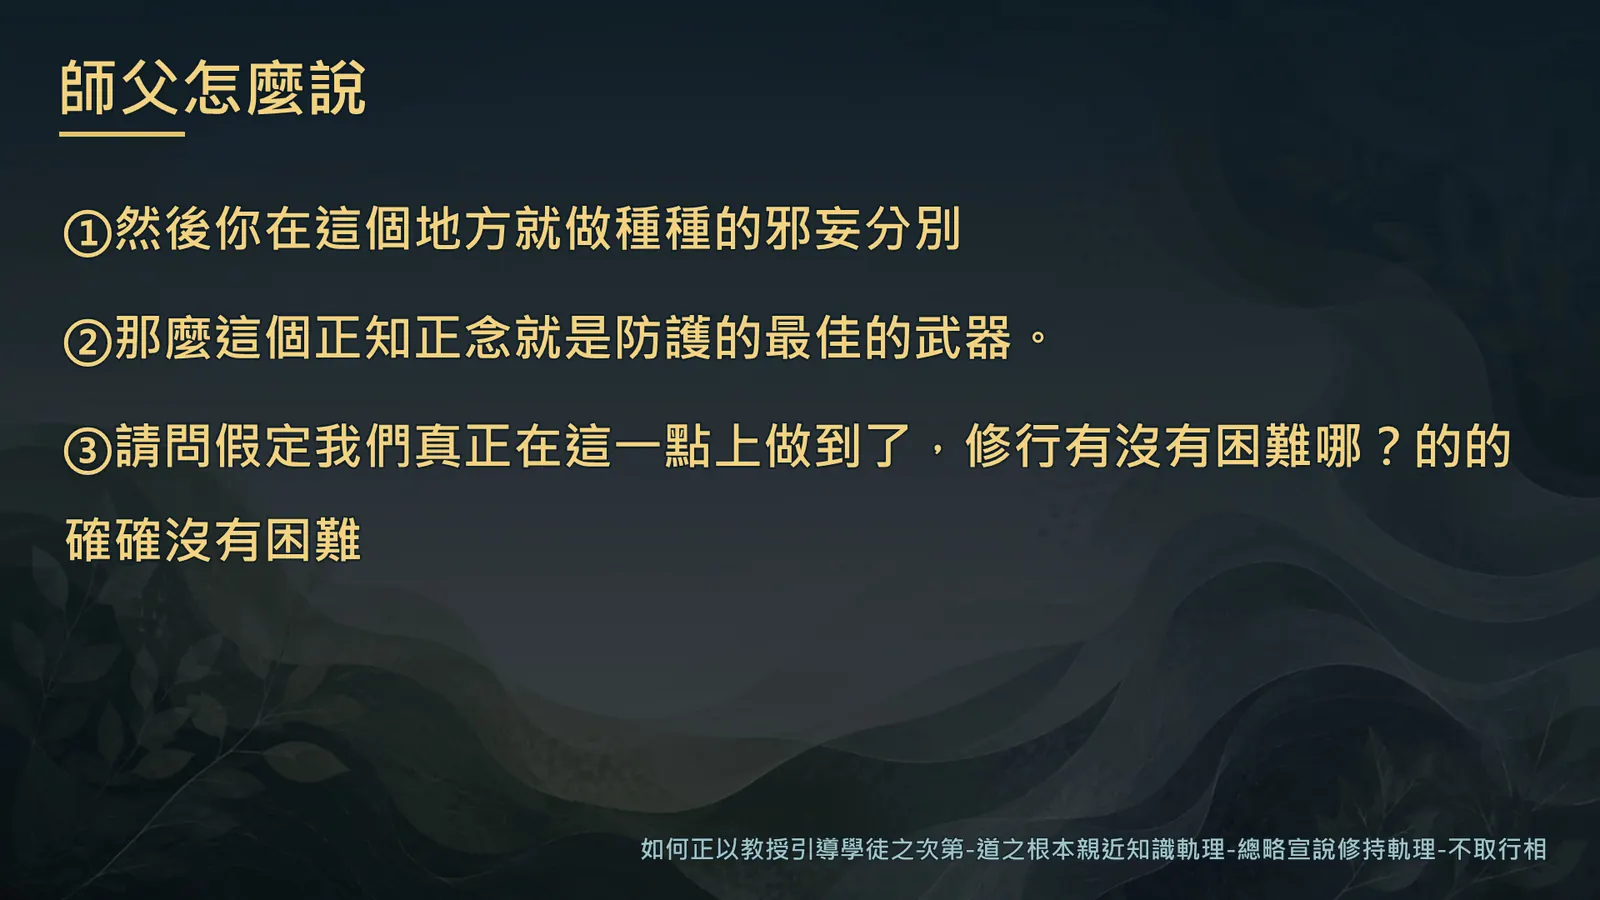 師父怎麼說
①然後你在這個地方就做種種的邪妄分別
②那麼這個正知正念就是防護的最佳的武器。
③請問假定我們真正在這一點上做到了，修行有沒有困難哪？的的
確確沒有困難
如何正以教授引導學徒之次第-道之根本親近知識軌理-總略宣說修持軌理-不取行相